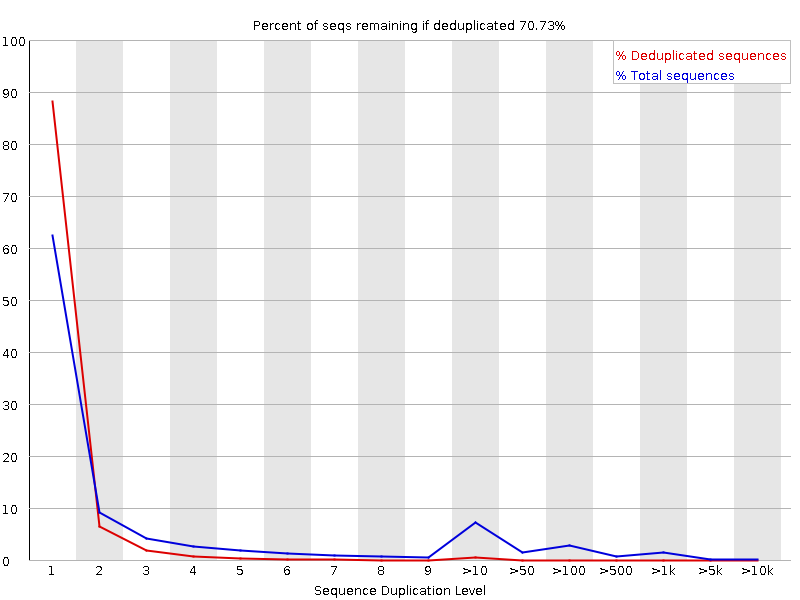 Percent of seqs remaining if deduplicated 70.73%
% Deduplicated sequences
% Total sequences
100
90
80
70
60
50
40
30
20
10
0
1 2 3 4 5 6 7 8 9 >10 >50 >100 >500 >1k >5k >10k
Sequence Duplication Level